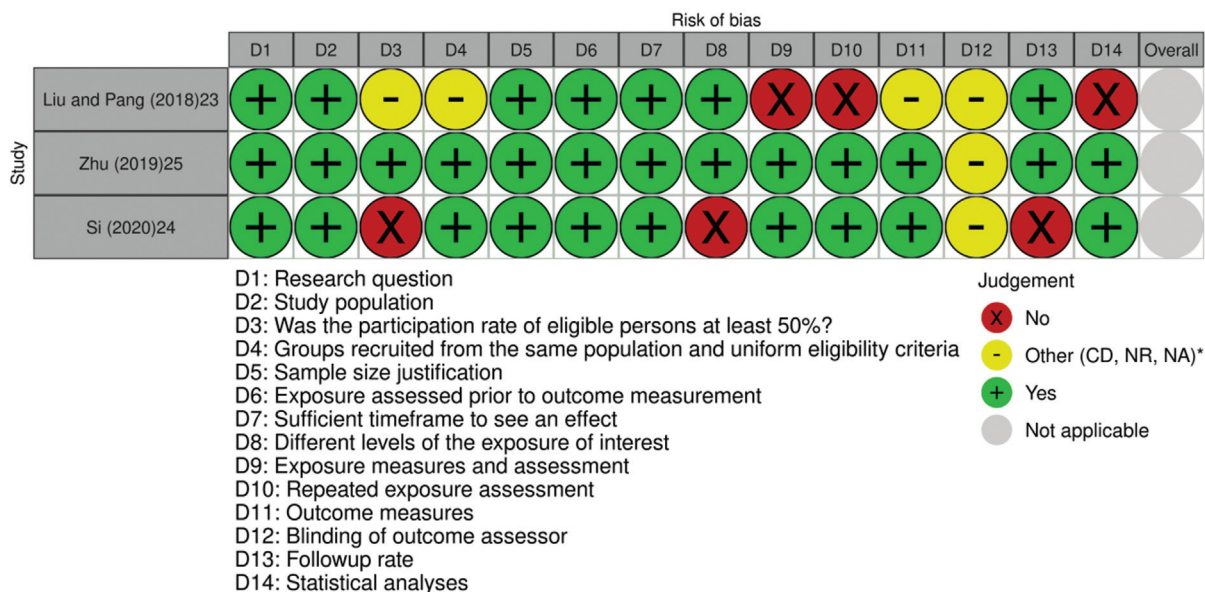 Risk of bias
D1 D2 D3 D4 D5 D6 D7 D8 D9 D10 D11 D12 D13 D14 Overall
Study
Liu and Pang (2018)23 + + - - + + + + X X - - + X
Zhu (2019)25 + + + + + + + + + + + - + +
Si (2020)24 + + X + + + + X + + + - X +
D1: Research question
D2: Study population
D3: Was the participation rate of eligible persons at least 50%?
D4: Groups recruited from the same population and uniform eligibility criteria
D5: Sample size justification
D6: Exposure assessed prior to outcome measurement
D7: Sufficient timeframe to see an effect
D8: Different levels of the exposure of interest
D9: Exposure measures and assessment
D10: Repeated exposure assessment
D11: Outcome measures
D12: Blinding of outcome assessor
D13: Followup rate
D14: Statistical analyses
Judgement
X No
- Other (CD, NR, NA)*
+ Yes
Not applicable